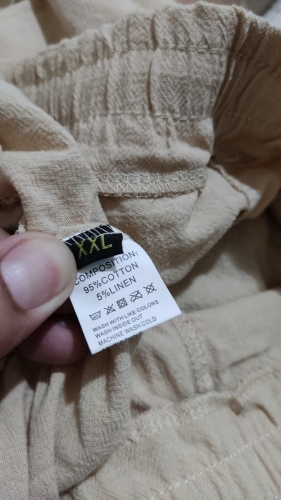 XXL
COMPOSITION:
95%COTTON
5%LINEN
WASH WITH LIKE COLORS
WASH INSIDE OUT
MACHINE WASH COLD